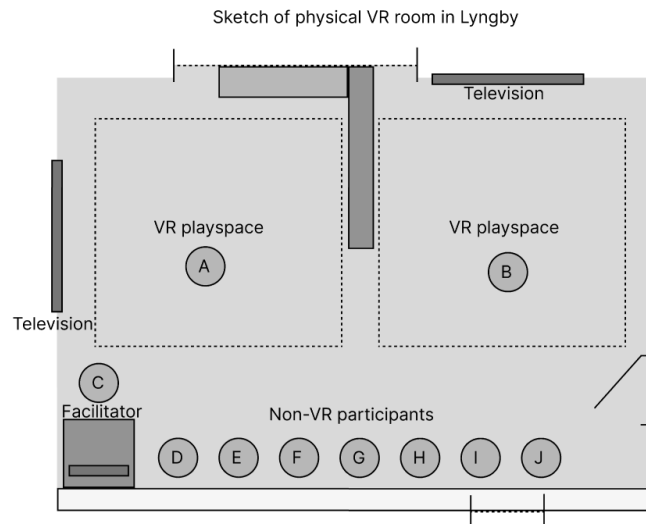 Sketch of physical VR room in Lyngby
Television
VR playspace
VR playspace
A
B
Television
C
Facilitator
Non-VR participants
D
E
F
G
H
I
J